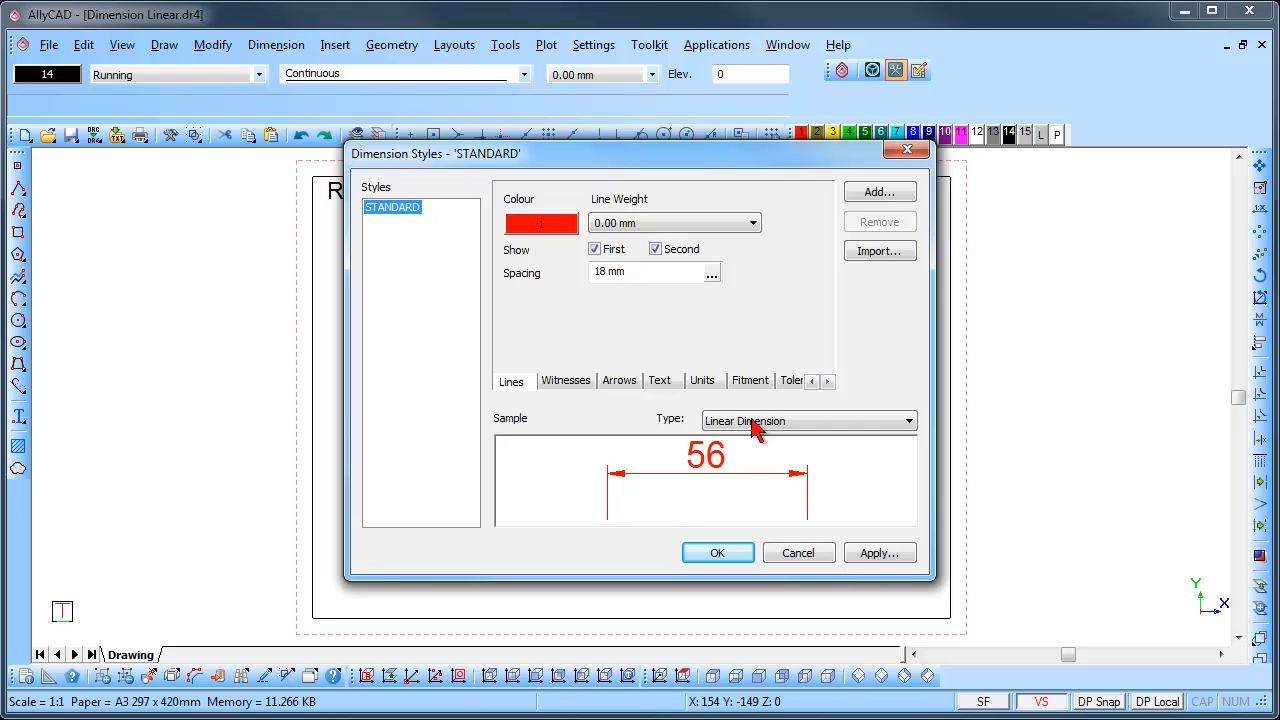 AllyCAD - [Dimension Linear.dr4]
File Edit View Draw Modify Dimension Insert Geometry Layouts Tools Plot Settings Toolkit Applications Window Help
14 Running Continuous 0.00 mm Elev. 0
ORG DRG ORG TXT 1 2 3 4 5 6 7 8 9 10 11 12 13 14 15 L P
Dimension Styles - 'STANDARD'
Styles
STANDARD
R
Colour Line Weight
1 0.00 mm
Show First Second
Spacing 18 mm ...
Add...
Remove
Import...
Lines Witnesses Arrows Text Units Fitment Toler
Sample Type: Linear Dimension
56
OK Cancel Apply...
T
Y
X
Drawing
Scale = 1:1 Paper = A3 297 x 420mm Memory = 11.266 KB X: 154 Y: -149 Z: 0 SF VS DP Snap DP Local CAP NUM